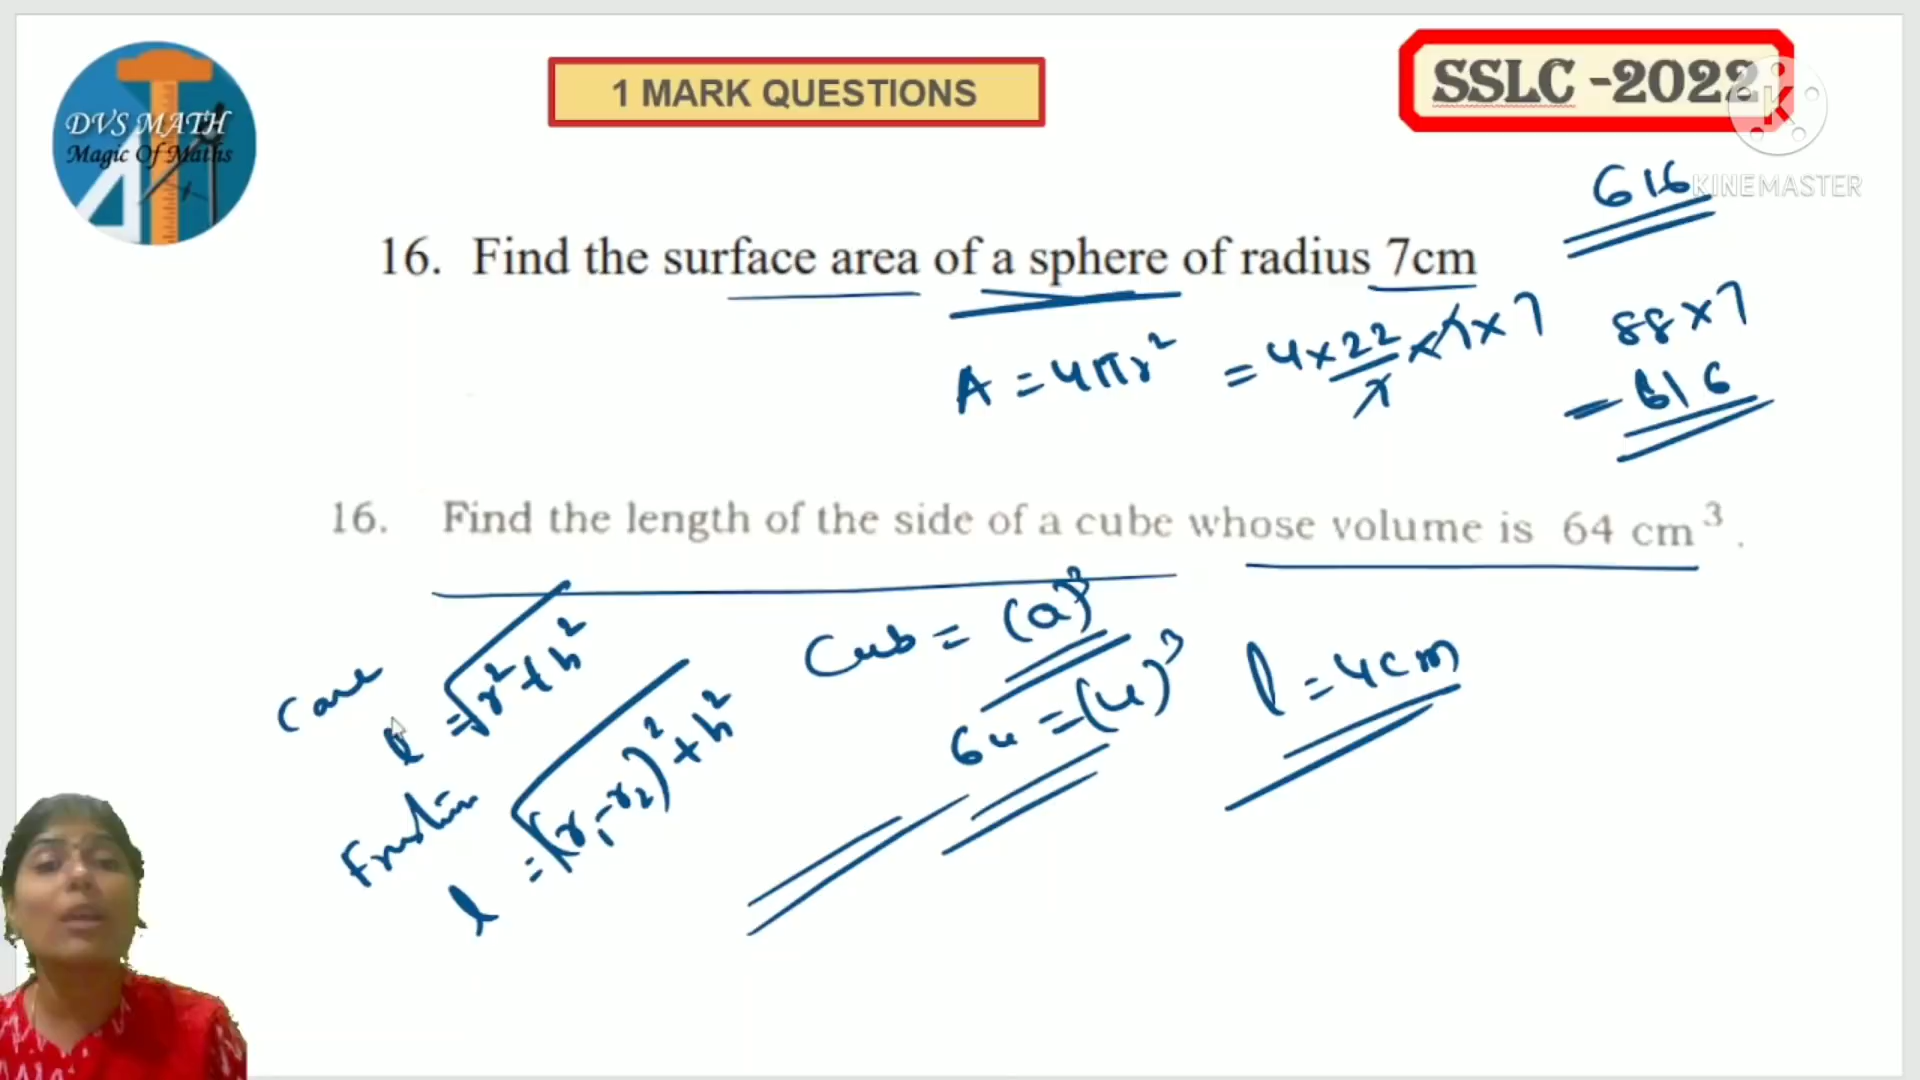 DVS MATH
Magic Of Maths
1 MARK QUESTIONS
SSLC -2022
KINEMASTER
616
16. Find the surface area of a sphere of radius 7cm
A = 4πr² = 4 × 22/7 × 7 × 7
88 × 7
= 616
16. Find the length of the side of a cube whose volume is 64 cm³.
Cone
l = √r² + h²
Cub = (a)³
64 = (4)³
l = 4cm
l = √(r₁ - r₂)² + h²